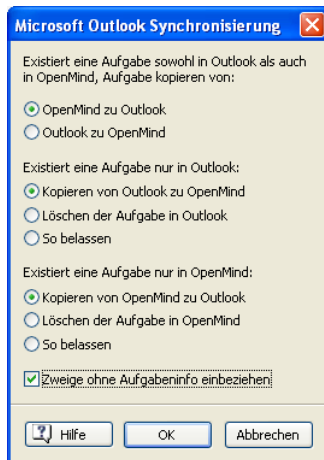 Microsoft Outlook Synchronisierung
Existiert eine Aufgabe sowohl in Outlook als auch
in OpenMind, Aufgabe kopieren von:
OpenMind zu Outlook
Outlook zu OpenMind
Existiert eine Aufgabe nur in Outlook:
Kopieren von Outlook zu OpenMind
Löschen der Aufgabe in Outlook
So belassen
Existiert eine Aufgabe nur in OpenMind:
Kopieren von OpenMind zu Outlook
Löschen der Aufgabe in OpenMind
So belassen
Zweige ohne Aufgabeninfo einbeziehen
Hilfe OK Abbrechen